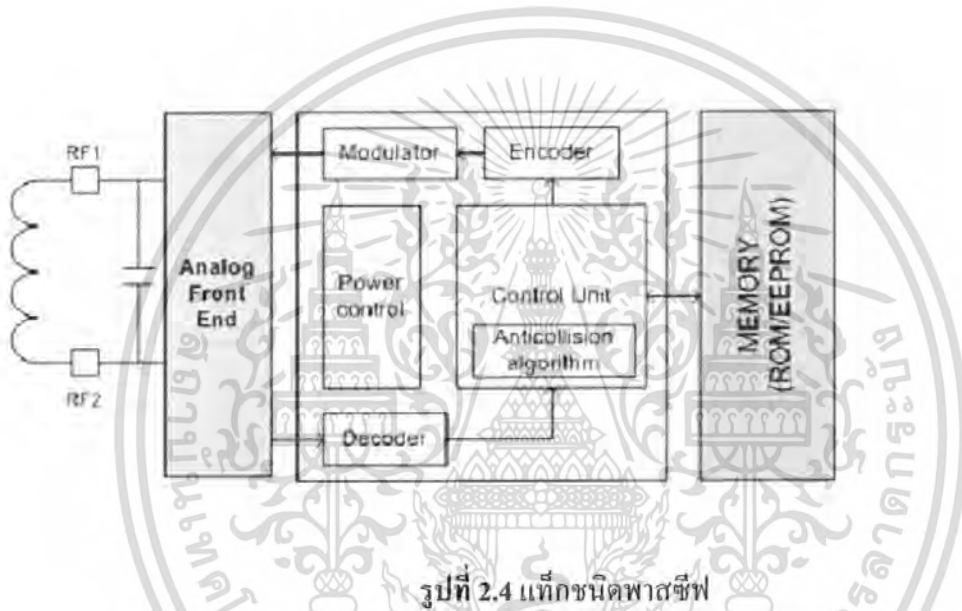 RF1
RF2
Analog
Front
End
Modulator
Encoder
Power
control
Control Unit
Anticollision
algorithm
Decoder
MEMORY
(ROM/EEPROM)
รูปที่ 2.4 แท็กชนิดพาสซีฟ